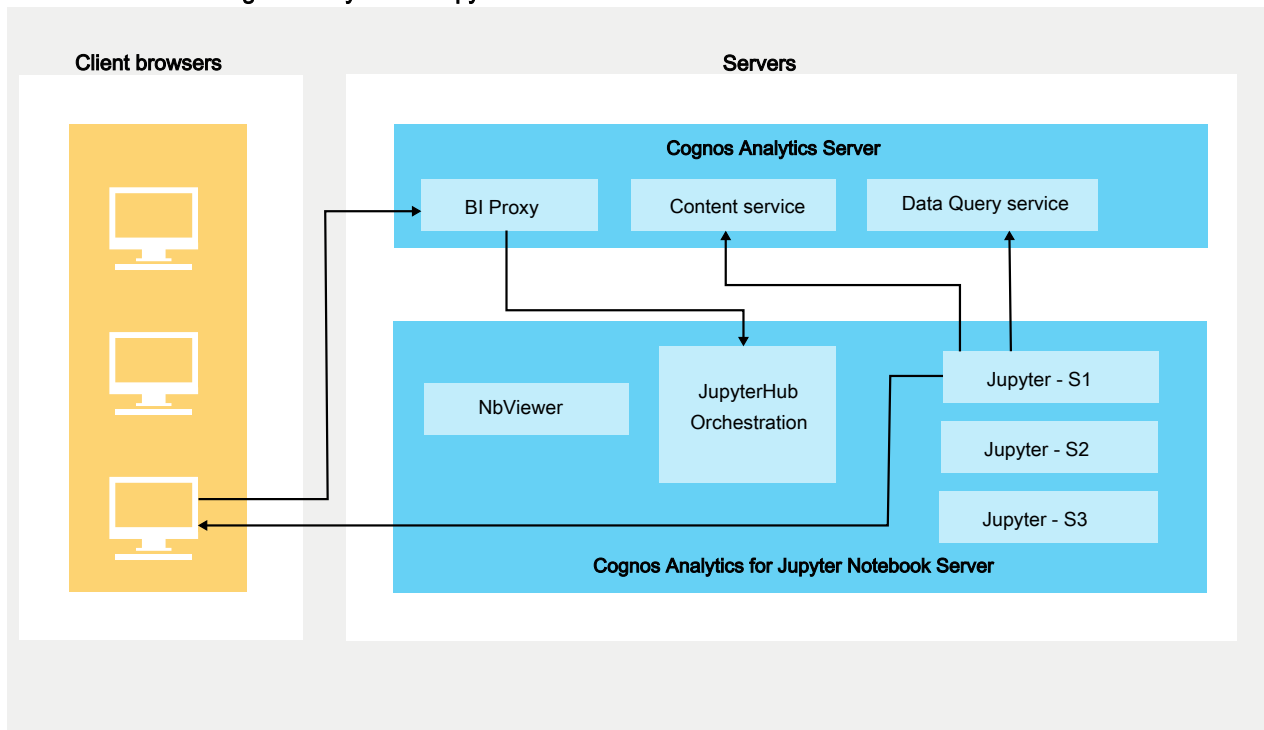 Client browsers
Servers
Cognos Analytics Server
BI Proxy
Content service
Data Query service
NbViewer
JupyterHub
Orchestration
Jupyter - S1
Jupyter - S2
Jupyter - S3
Cognos Analytics for Jupyter Notebook Server